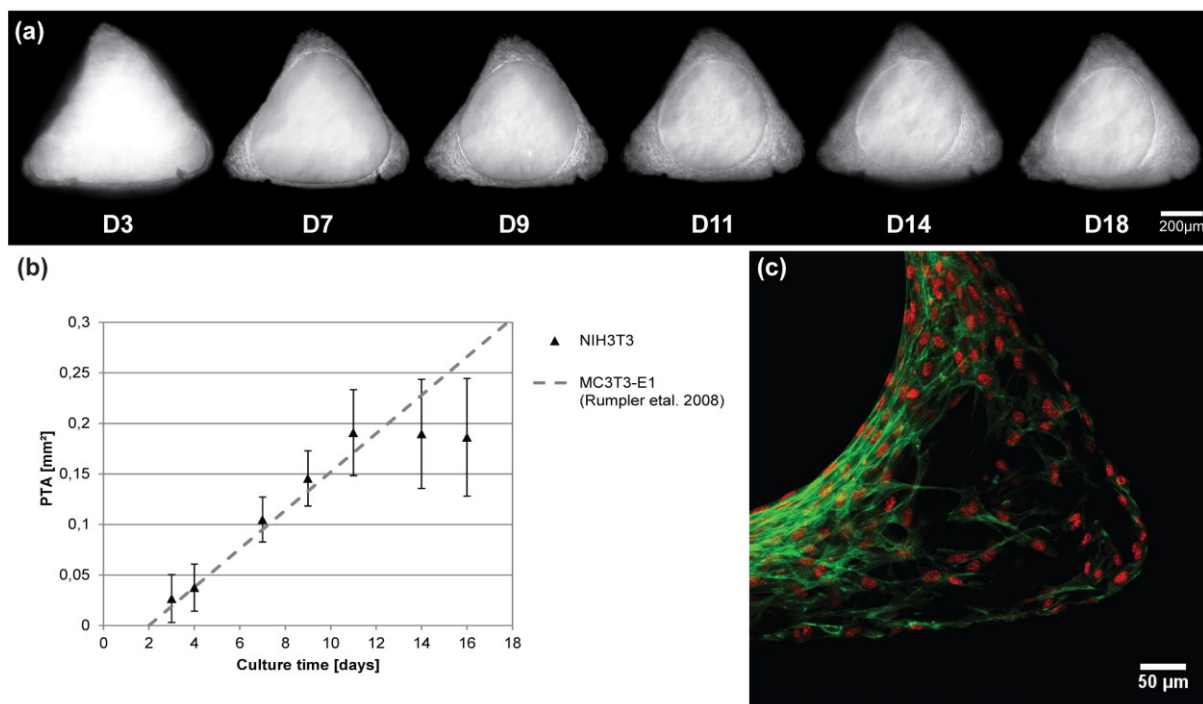 (a)
D3 D7 D9 D11 D14 D18
200µm
(b)
(c)
0,3
0,25
0,2
0,15
0,1
0,05
0
PTA [mm²]
0 2 4 6 8 10 12 14 16 18
Culture time [days]
NIH3T3
MC3T3-E1
(Rumpler etal. 2008)
50 µm